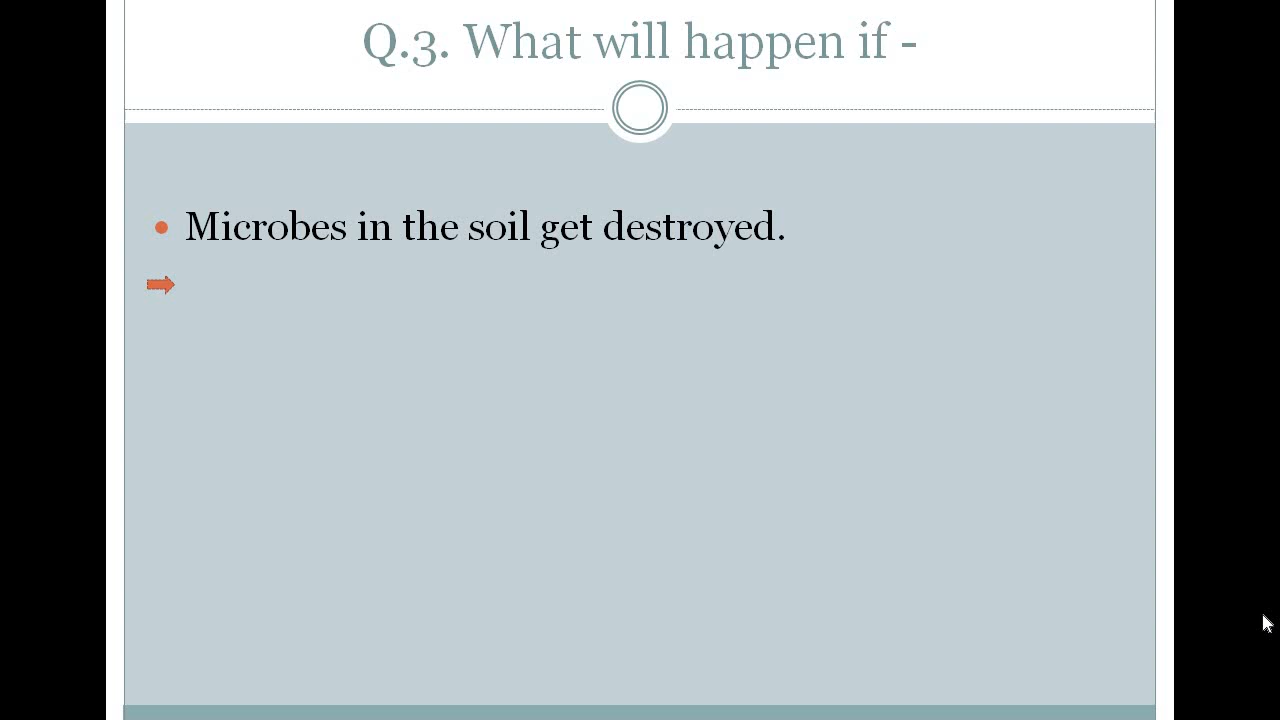 Q.3. What will happen if -
Microbes in the soil get destroyed.